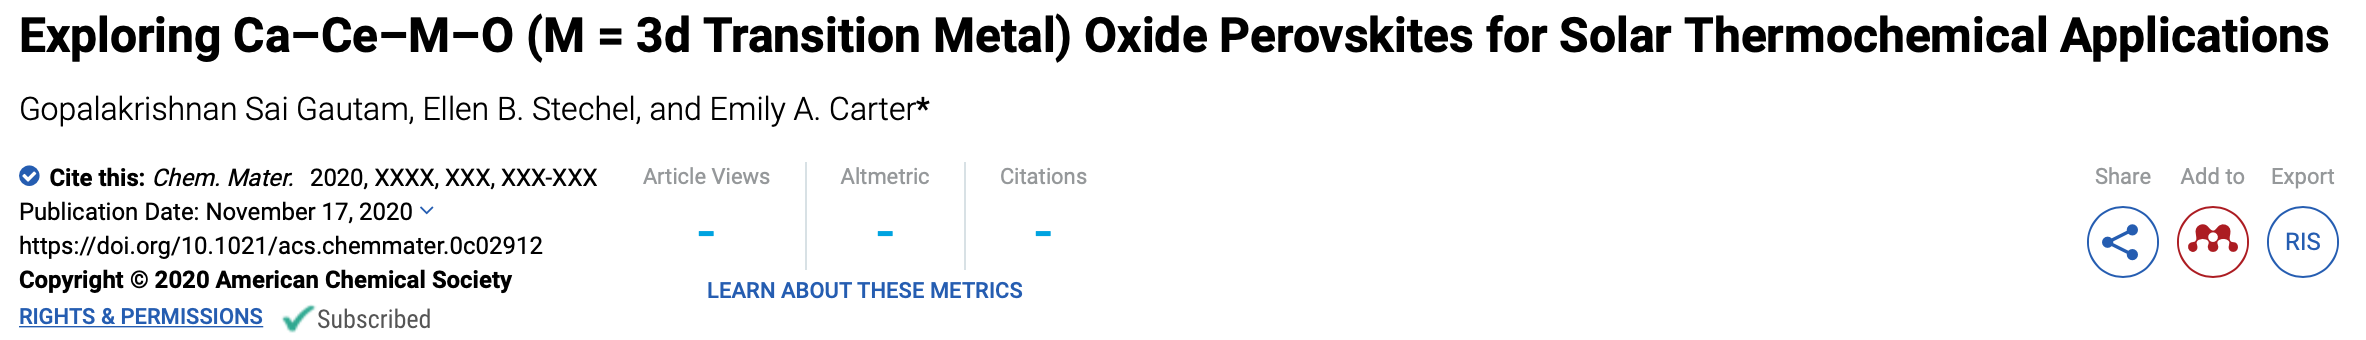 Exploring Ca–Ce–M–O (M = 3d Transition Metal) Oxide Perovskites for Solar Thermochemical Applications
Gopalakrishnan Sai Gautam, Ellen B. Stechel, and Emily A. Carter*
Cite this: Chem. Mater. 2020, XXXX, XXX, XXX-XXX
Publication Date: November 17, 2020
https://doi.org/10.1021/acs.chemmater.0c02912
Copyright © 2020 American Chemical Society
RIGHTS & PERMISSIONS Subscribed
Article Views Altmetric Citations
- - -
LEARN ABOUT THESE METRICS
Share Add to Export
RIS